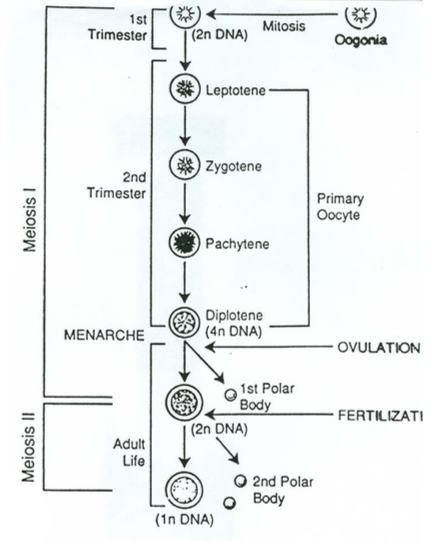 1st
Trimester
(2n DNA)
Mitosis
Oogonia
Leptotene
Zygotene
2nd
Trimester
Primary
Oocyte
Pachytene
Meiosis I
Diplotene
(4n DNA)
MENARCHE
OVULATION
1st Polar
Body
FERTILIZATI
(2n DNA)
Meiosis II
Adult
Life
2nd Polar
Body
(1n DNA)